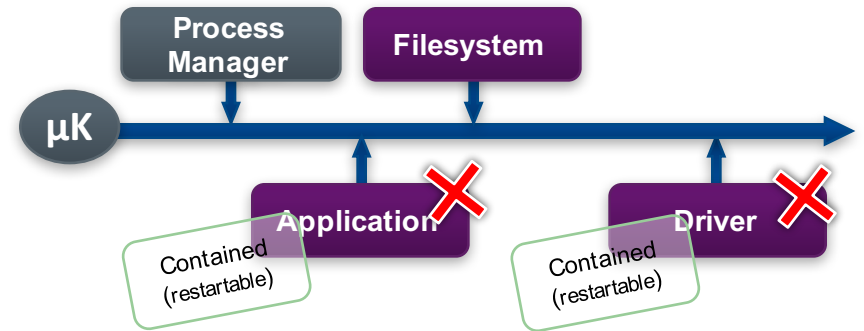 Process
Manager
Filesystem
µK
Application
Driver
Contained
(restartable)
Contained
(restartable)